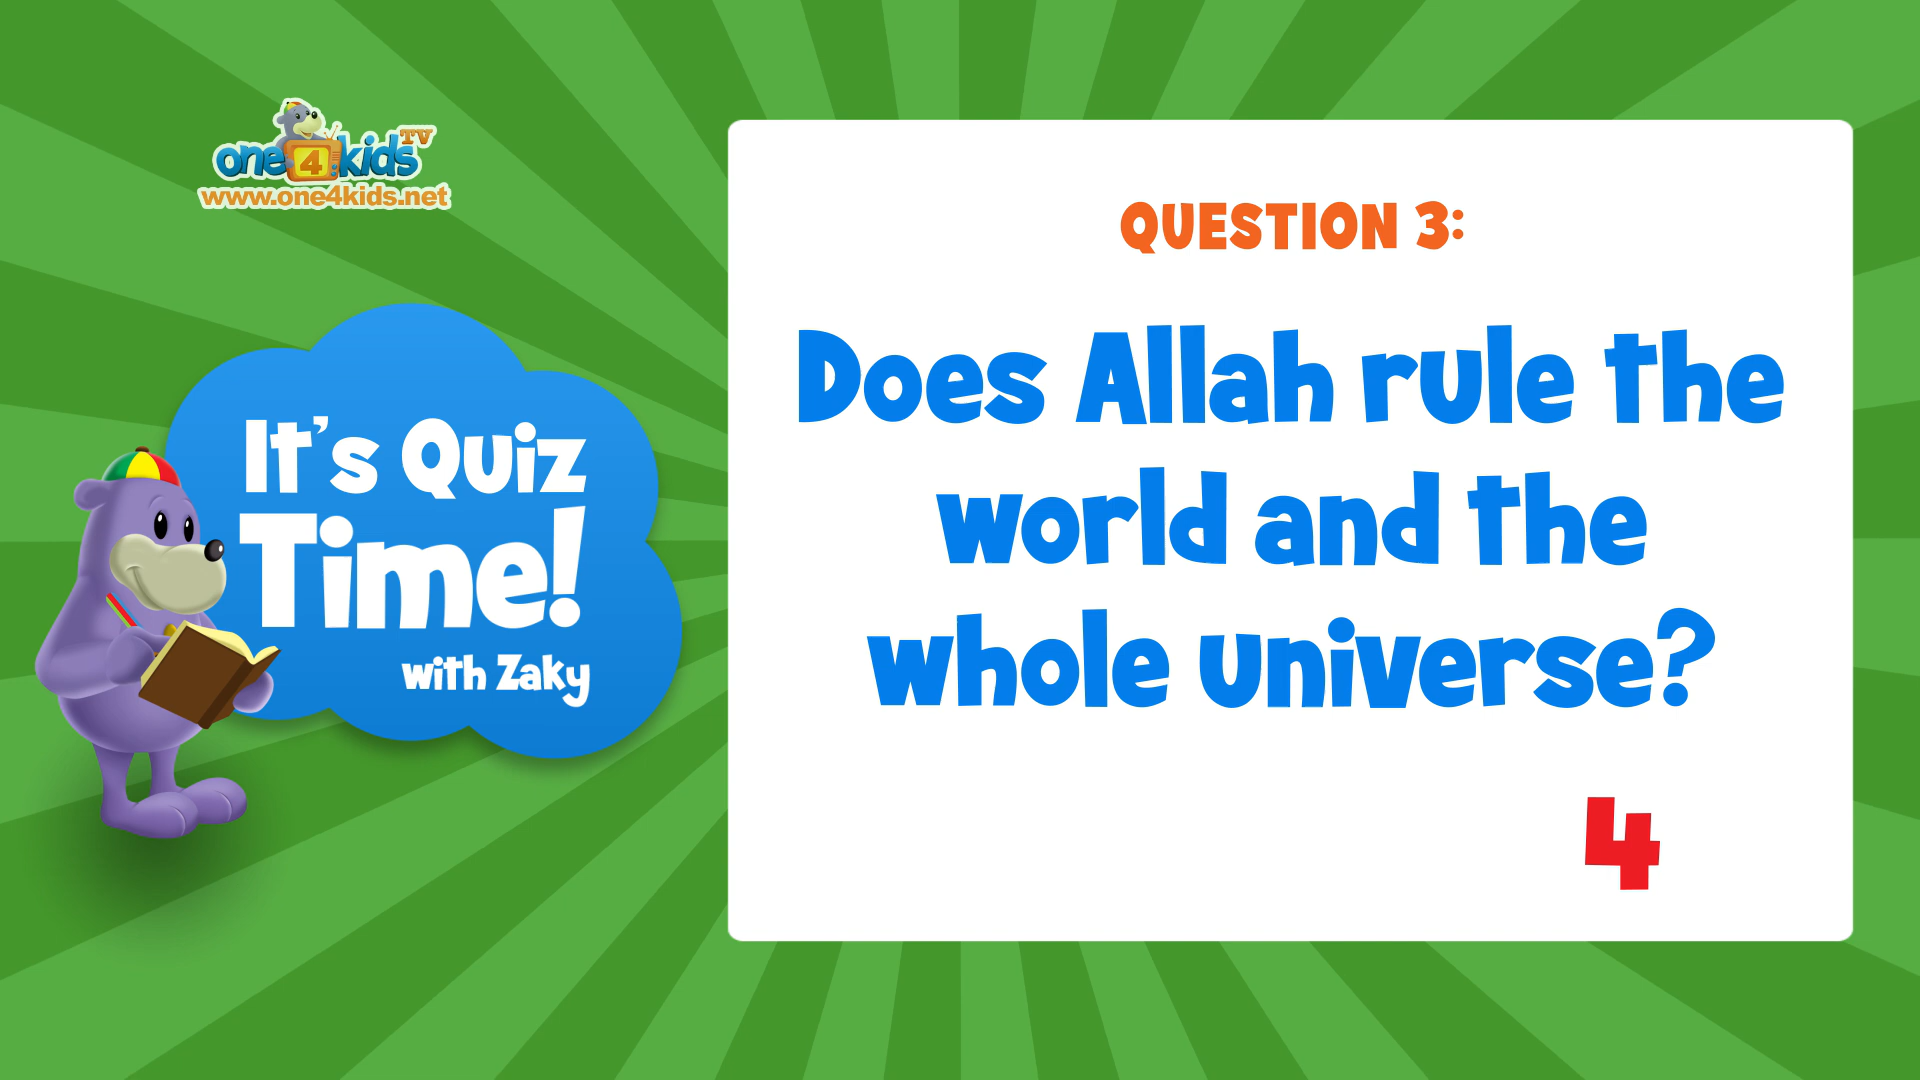 one4kids TV
www.one4kids.net
It's Quiz
Time!
with Zaky
QUESTION 3:
Does Allah rule the
world and the
whole universe?
4